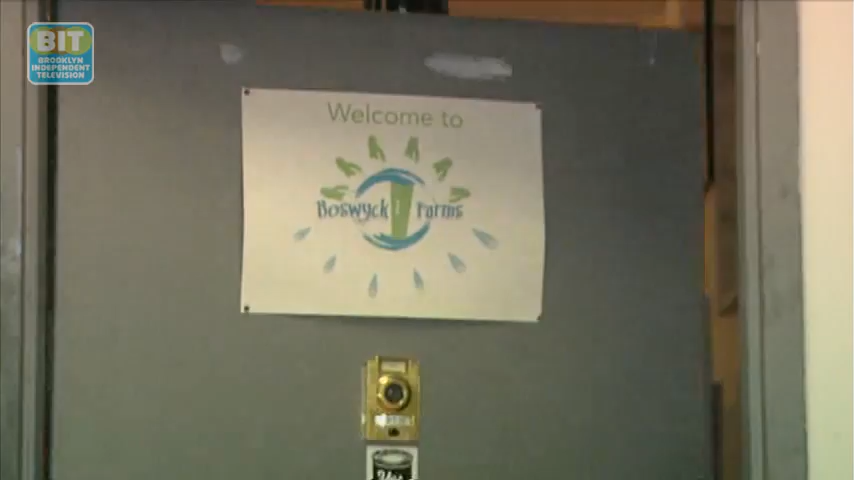 BIT
BROOKLYN
INDEPENDENT
TELEVISION
Welcome to
Boswyck Farms